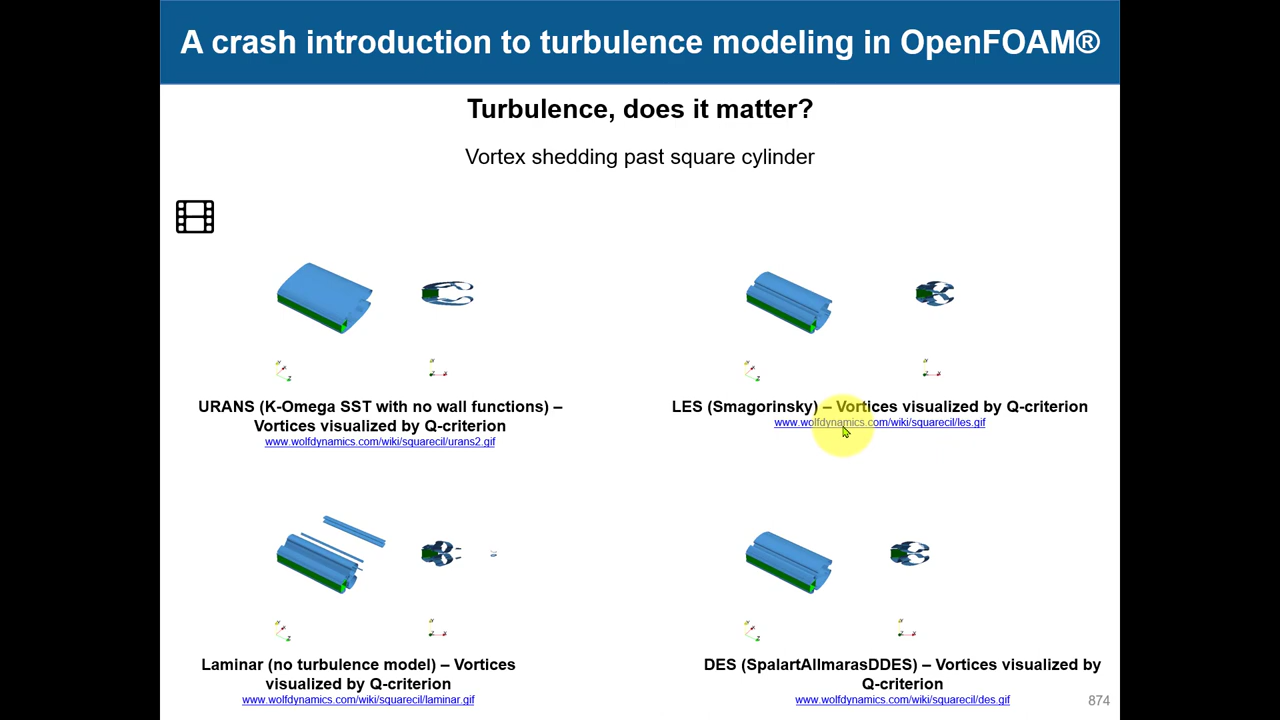 A crash introduction to turbulence modeling in OpenFOAM®
Turbulence, does it matter?
Vortex shedding past square cylinder
URANS (K-Omega SST with no wall functions) –
Vortices visualized by Q-criterion
www.wolfdynamics.com/wiki/squarecil/urans2.gif
LES (Smagorinsky) – Vortices visualized by Q-criterion
www.wolfdynamics.com/wiki/squarecil/les.gif
Laminar (no turbulence model) – Vortices
visualized by Q-criterion
www.wolfdynamics.com/wiki/squarecil/laminar.gif
DES (SpalartAllmarasDDES) – Vortices visualized by
Q-criterion
www.wolfdynamics.com/wiki/squarecil/des.gif
874